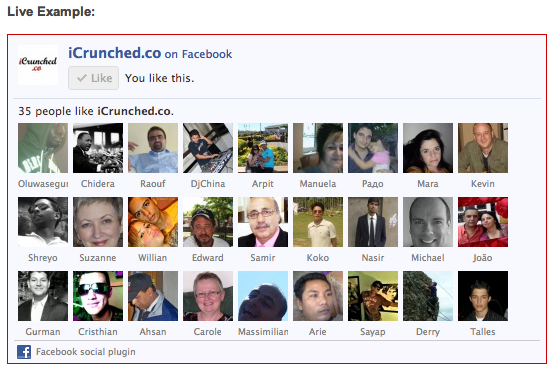 Live Example:
iCrunched
.co
iCrunched.co on Facebook
Like You like this.
35 people like iCrunched.co.
Oluwasegun Chidera Raouf DjChina Arpit Manuela Радо Mara Kevin
Shreyo Suzanne Willian Edward Samir Koko Nasir Michael João
Gurman Cristhian Ahsan Carole Massimilian Arie Sayap Derry Talles
f Facebook social plugin